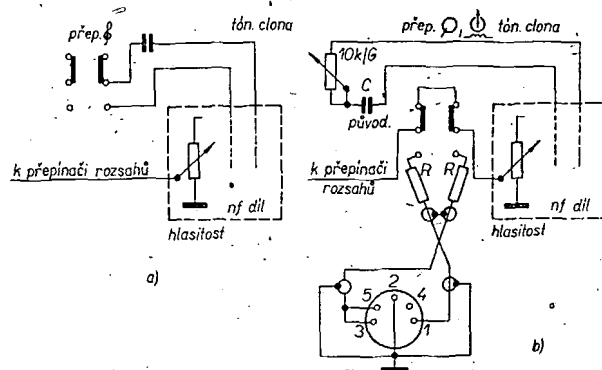 přep.
tón. clona
k přepínači rozsahů
nf díl
hlasitost
a)
přep.
tón. clona
10k/G
C
původ.
k přepínači
rozsahů
R
R
nf díl
hlasitost
2
5
4
3
1
b)